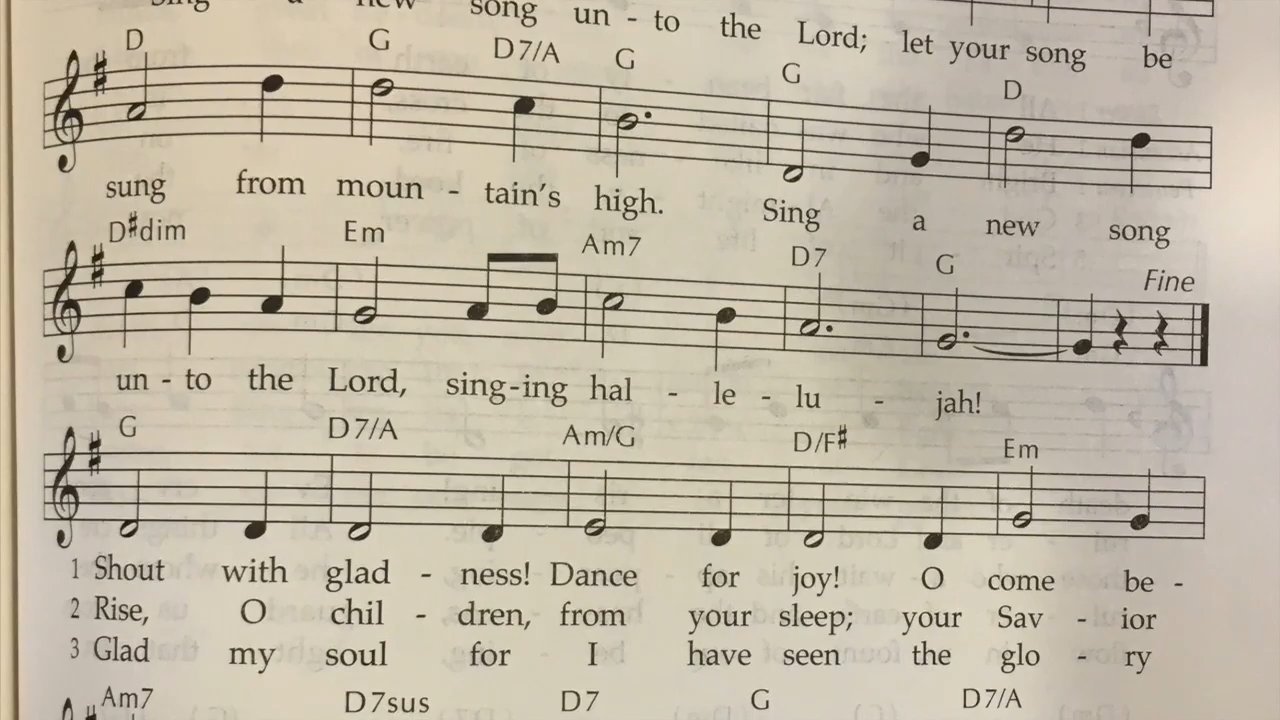 Sing a new song un - to the Lord; let your song be
D G D7/A G G D
sung from moun - tain's high. Sing a new song
D#dim Em Am7 D7 G Fine
un - to the Lord, sing-ing hal - le - lu - jah!
G D7/A Am/G D/F# Em
1 Shout with glad - ness! Dance for joy! O come be -
2 Rise, O chil - dren, from your sleep; your Sav - ior
3 Glad my soul for I have seen the glo - ry
Am7 D7sus D7 G D7/A